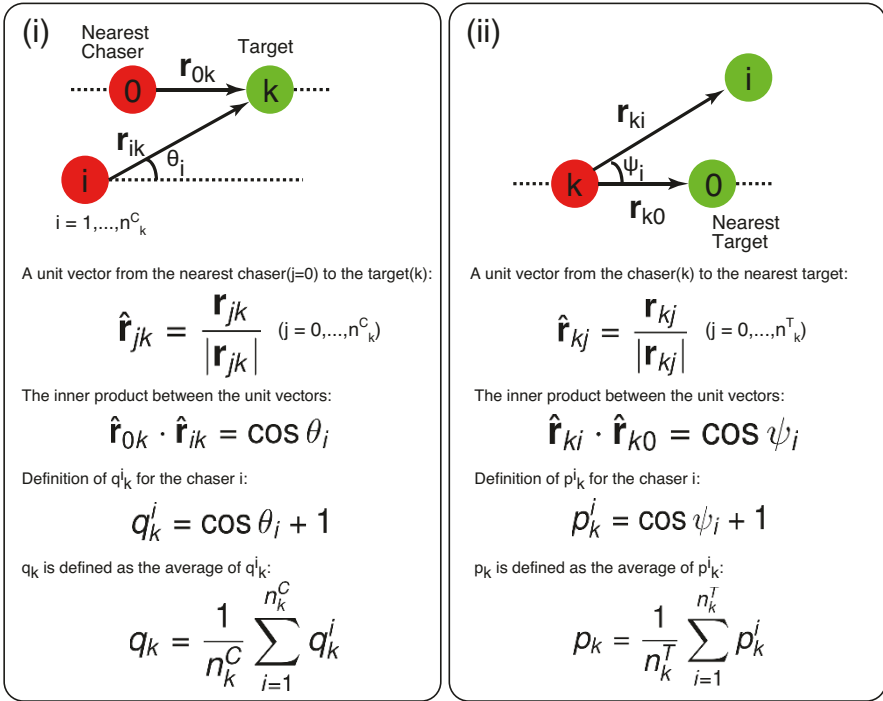 (i)
Nearest
Chaser
Target
0
r₀ₖ
k
rᵢₖ
θᵢ
i
i = 1,...,nᶜₖ
A unit vector from the nearest chaser(j=0) to the target(k):
r̂ⱼₖ = rⱼₖ / |rⱼₖ| (j = 0,...,nᶜₖ)
The inner product between the unit vectors:
r̂₀ₖ · r̂ᵢₖ = cos θᵢ
Definition of qⁱₖ for the chaser i:
qⁱₖ = cos θᵢ + 1
qₖ is defined as the average of qⁱₖ:
qₖ = 1/nᶜₖ ∑ᵢ₌₁^{nᶜₖ} qⁱₖ
(ii)
i
rₖᵢ
ψᵢ
k
0
rₖ₀
Nearest
Target
A unit vector from the chaser(k) to the nearest target:
r̂ₖⱼ = rₖⱼ / |rₖⱼ| (j = 0,...,nᵀₖ)
The inner product between the unit vectors:
r̂ₖᵢ · r̂ₖ₀ = cos ψᵢ
Definition of pⁱₖ for the chaser i:
pⁱₖ = cos ψᵢ + 1
pₖ is defined as the average of pⁱₖ:
pₖ = 1/nᵀₖ ∑ᵢ₌₁^{nᵀₖ} pⁱₖ